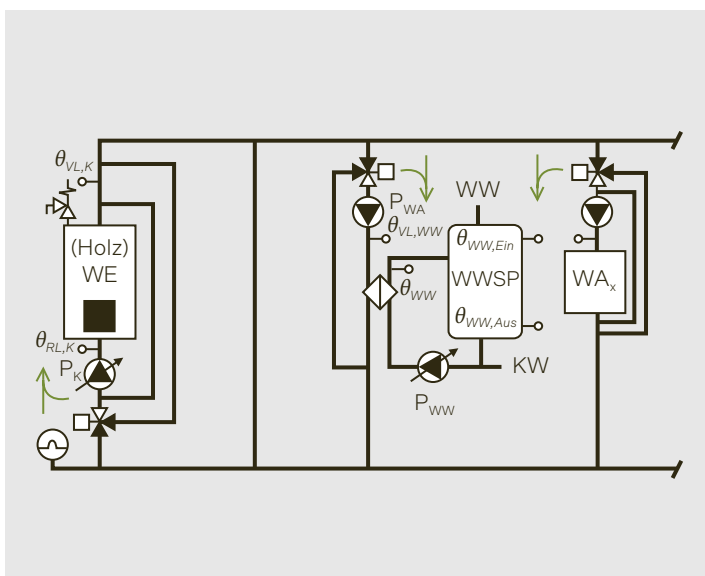 θVL,K
(Holz)
WE
θRL,K
PK
PWA
θVL,WW
θWW
WW
θWW,Ein
WWSP
θWW,Aus
KW
PWW
WAx